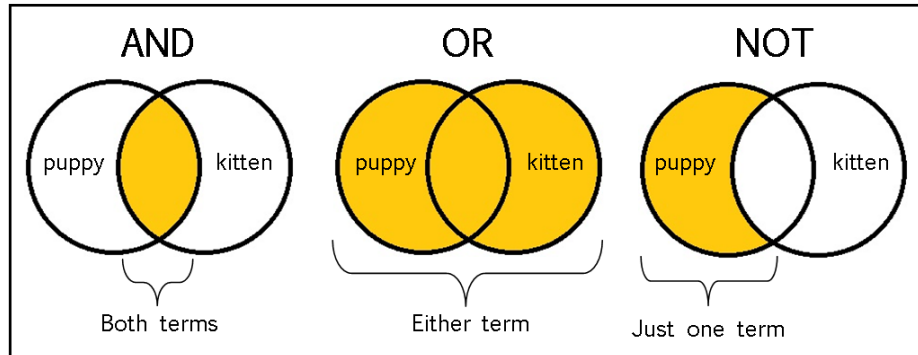 AND
OR
NOT
puppy
kitten
puppy
kitten
puppy
kitten
Both terms
Either term
Just one term